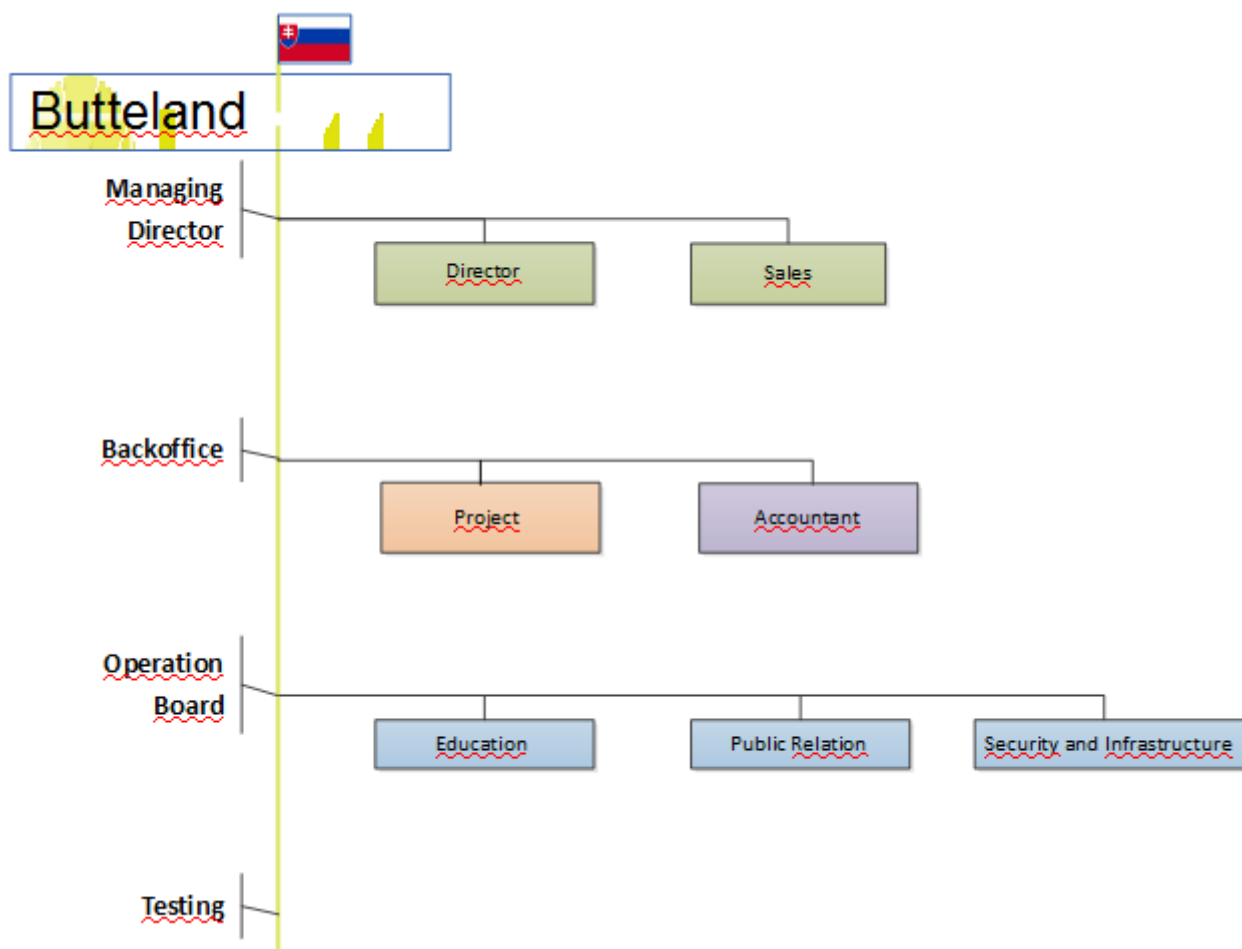 Butteland
Managing
Director
Director
Sales
Backoffice
Project
Accountant
Operation
Board
Education
Public Relation
Security and Infrastructure
Testing